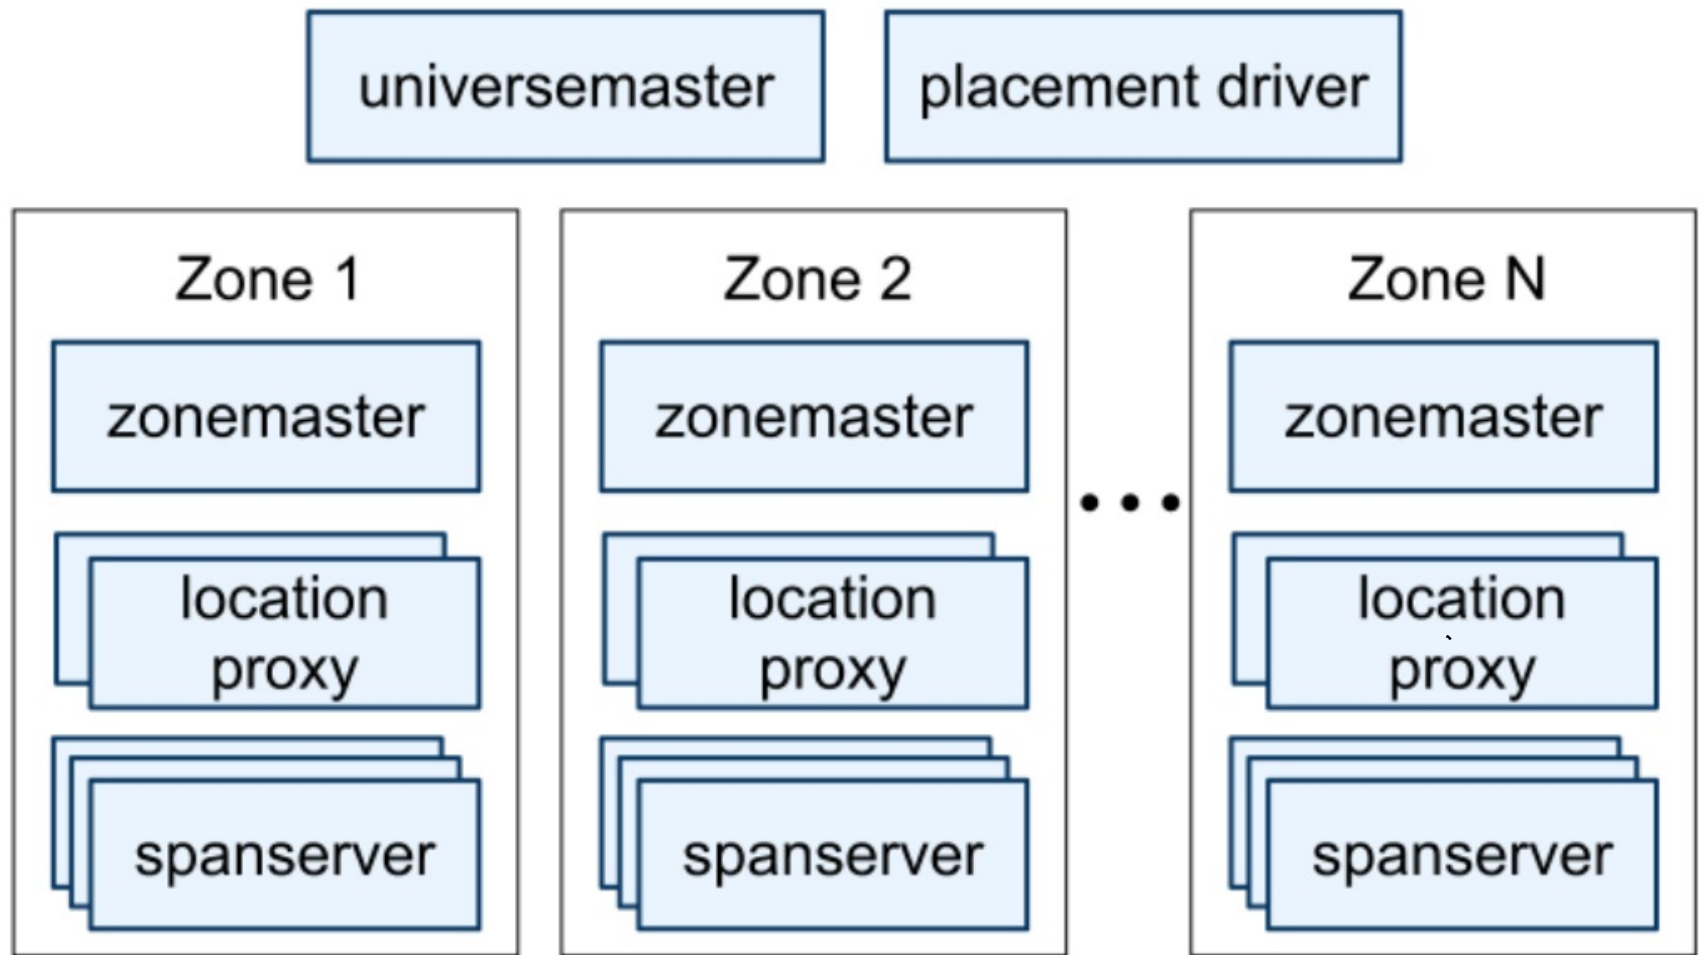 universemaster
placement driver
Zone 1
Zone 2
Zone N
zonemaster
zonemaster
zonemaster
location
proxy
location
proxy
location
proxy
spanserver
spanserver
spanserver